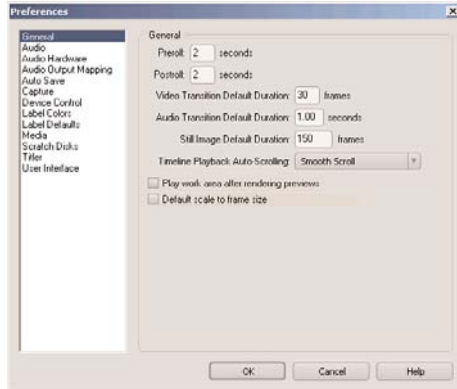 Preferences
General
Audio
Audio Hardware
Audio Output Mapping
Auto Save
Capture
Device Control
Label Colors
Label Defaults
Media
Scratch Disks
Titler
User Interface
General
Preroll: 2 seconds
Postroll: 2 seconds
Video Transition Default Duration: 30 frames
Audio Transition Default Duration: 1.00 seconds
Still Image Default Duration: 150 frames
Timeline Playback Auto-Scrolling: Smooth Scroll
Play work area after rendering previews
Default scale to frame size
OK Cancel Help